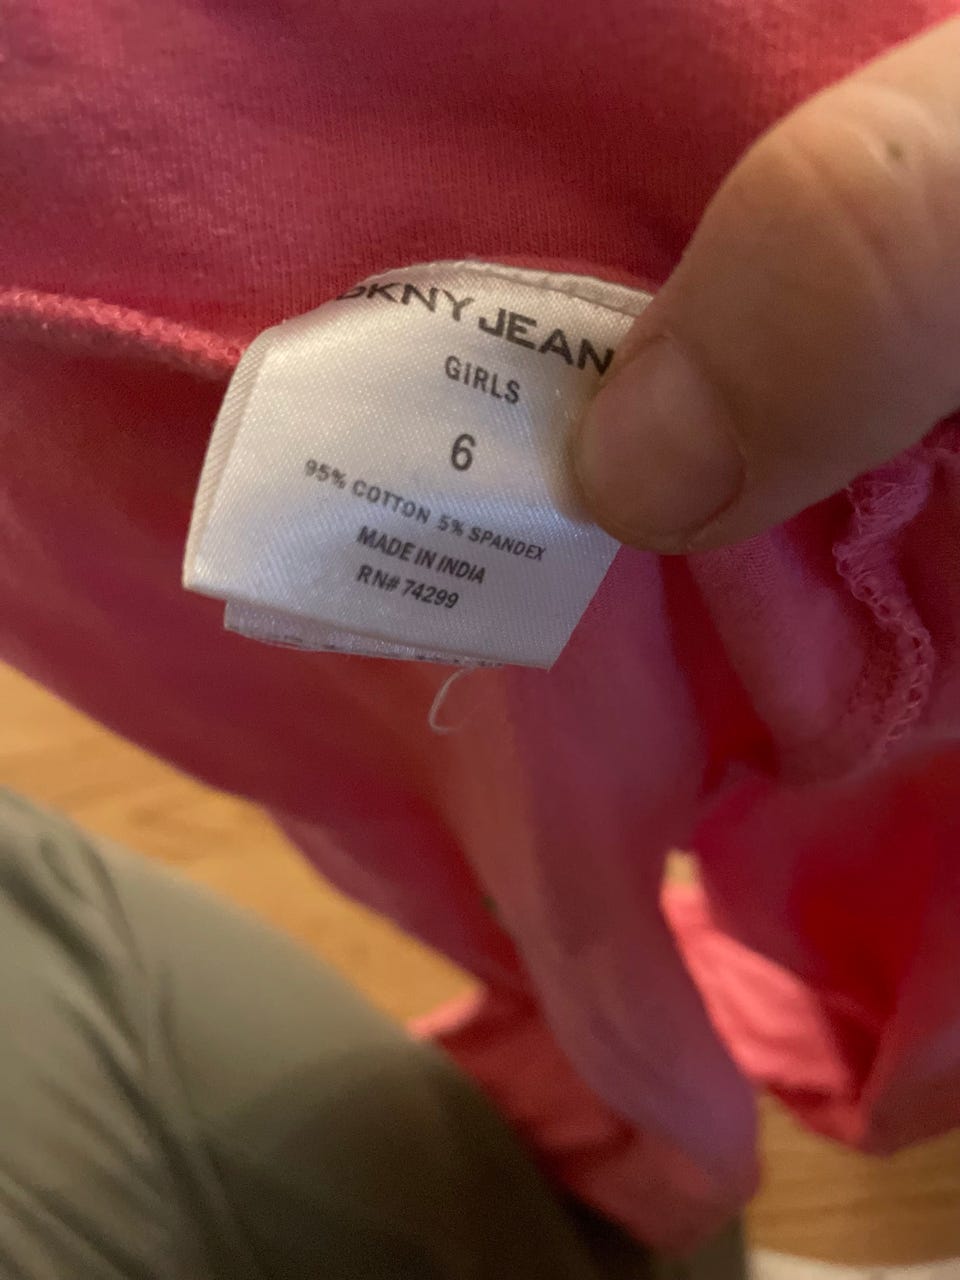 DKNY JEAN
GIRLS
6
95% COTTON 5% SPANDEX
MADE IN INDIA
RN# 74299